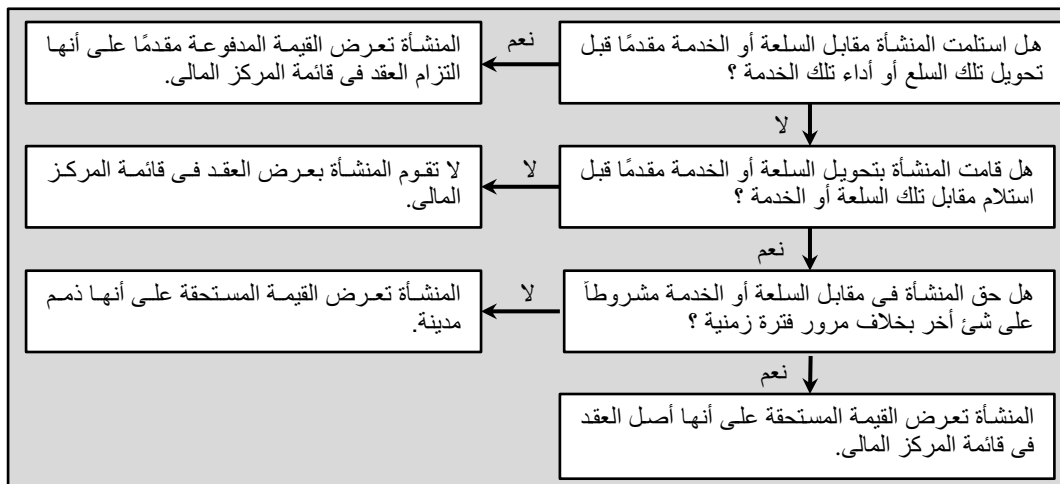 هل استلمت المنشأة مقابل السلعة أو الخدمة مقدمًا قبل
تحويل تلك السلع أو أداء تلك الخدمة ؟
نعم
المنشأة تعرض القيمة المدفوعة مقدمًا على أنها
التزام العقد فى قائمة المركز المالى.
لا
هل قامت المنشأة بتحويل السلعة أو الخدمة مقدمًا قبل
استلام مقابل تلك السلعة أو الخدمة ؟
لا
لا تقوم المنشأة بعرض العقد فى قائمة المركز
المالى.
نعم
هل حق المنشأة فى مقابل السلعة أو الخدمة مشروطاً
على شئ أخر بخلاف مرور فترة زمنية ؟
لا
المنشأة تعرض القيمة المستحقة على أنها ذمم
مدينة.
نعم
المنشأة تعرض القيمة المستحقة على أنها أصل العقد
فى قائمة المركز المالى.